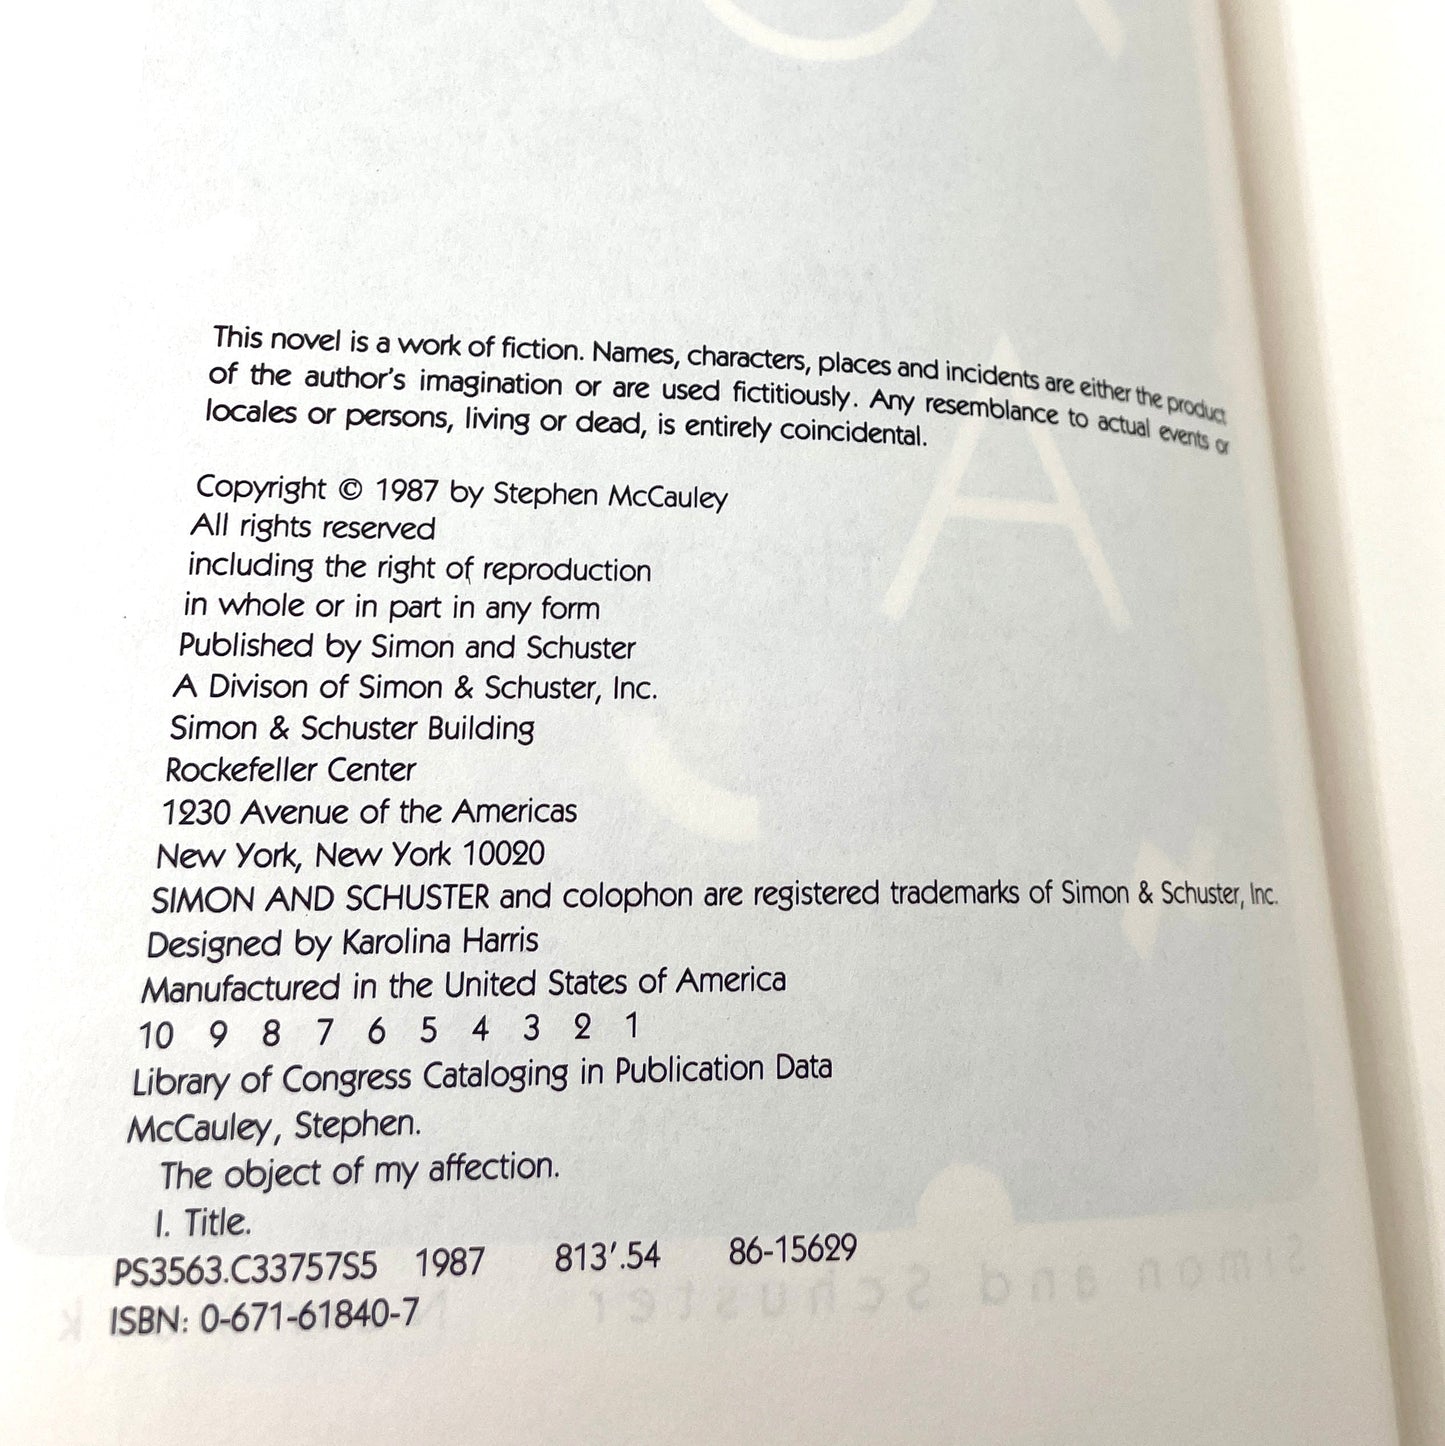 This novel is a work of fiction. Names, characters, places and incidents are either the product
of the author's imagination or are used fictitiously. Any resemblance to actual events or
locales or persons, living or dead, is entirely coincidental.
Copyright © 1987 by Stephen McCauley
All rights reserved
including the right of reproduction
in whole or in part in any form
Published by Simon and Schuster
A Divison of Simon & Schuster, Inc.
Simon & Schuster Building
Rockefeller Center
1230 Avenue of the Americas
New York, New York 10020
SIMON AND SCHUSTER and colophon are registered trademarks of Simon & Schuster, Inc.
Designed by Karolina Harris
Manufactured in the United States of America
10 9 8 7 6 5 4 3 2 1
Library of Congress Cataloging in Publication Data
McCauley, Stephen.
The object of my affection.
I. Title.
PS3563.C33757S5 1987 813'.54 86-15629
ISBN: 0-671-61840-7